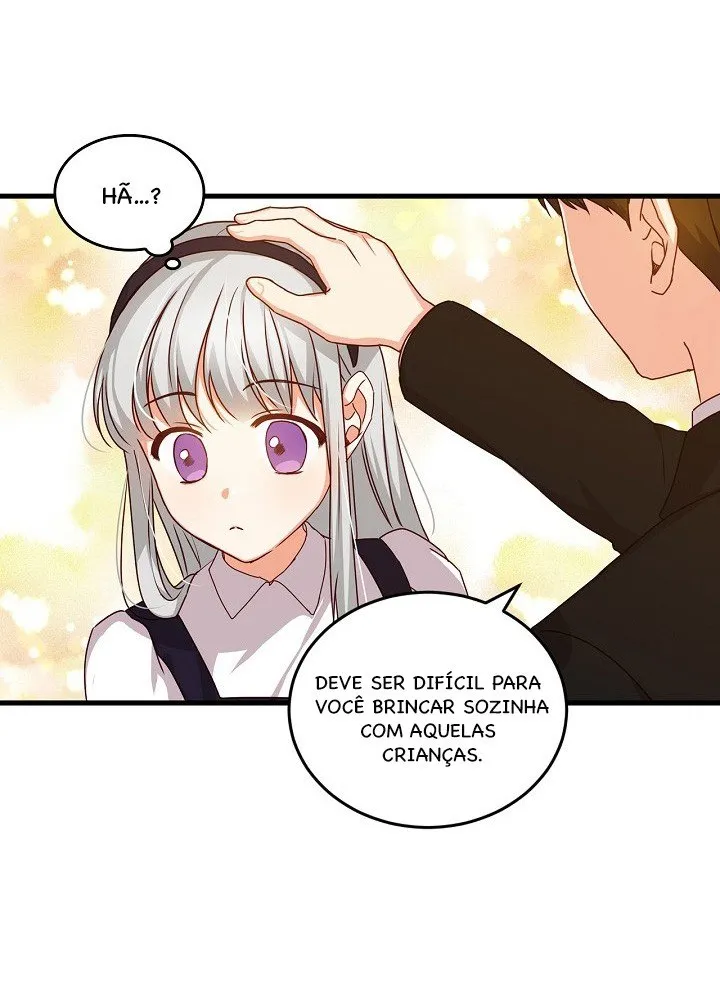 HÃ...?
DEVE SER DIFÍCIL PARA
VOCÊ BRINCAR SOZINHA
COM AQUELAS
CRIANÇAS.